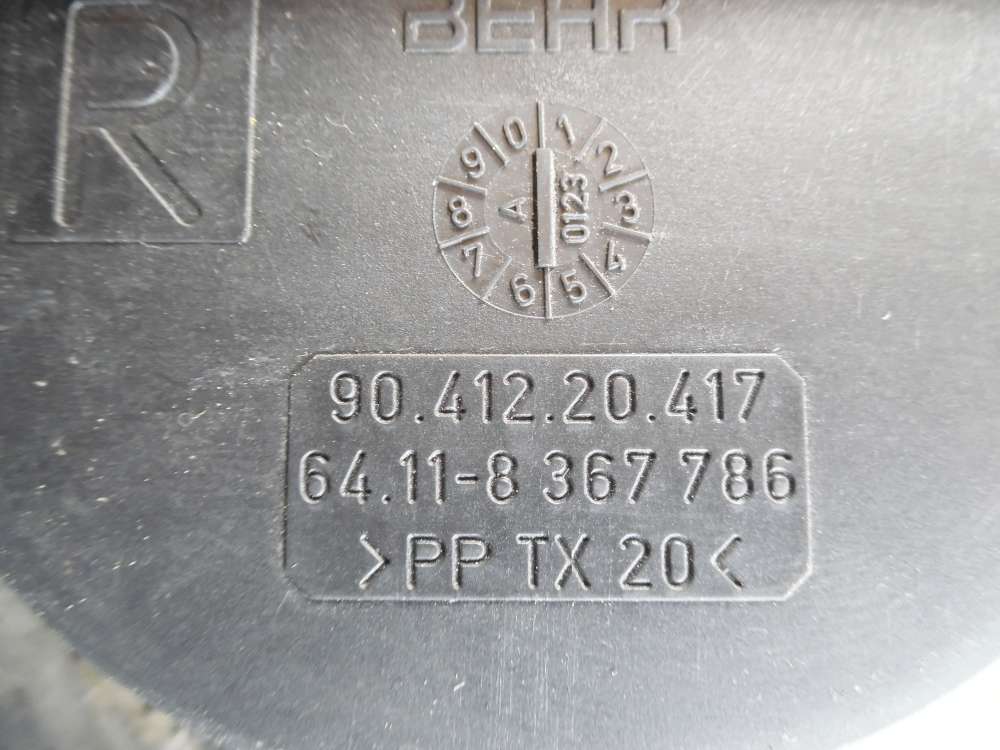 BEHR
R
0 1 2 3 4 5 6 7 8 9
A
0123
90.412.20.417
64.11-8 367 786
>PP TX 20<